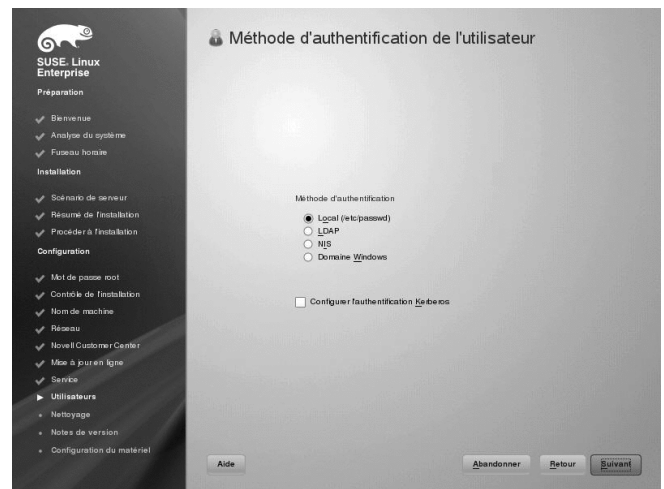 SUSE. Linux
Enterprise
Préparation
Bienvenue
Analyse du système
Fuseau horaire
Installation
Scénario de serveur
Résumé de l'installation
Procéder à l'installation
Configuration
Mot de passe root
Contrôle de l'installation
Nom de machine
Réseau
Novell Customer Center
Mise à jour en ligne
Service
Utilisateurs
Nettoyage
Notes de version
Configuration du matériel
Méthode d'authentification de l'utilisateur
Méthode d'authentification
Local (/etc/passwd)
LDAP
NIS
Domaine Windows
Configurer l'authentification Kerberos
Aide
Abandonner
Retour
Suivant